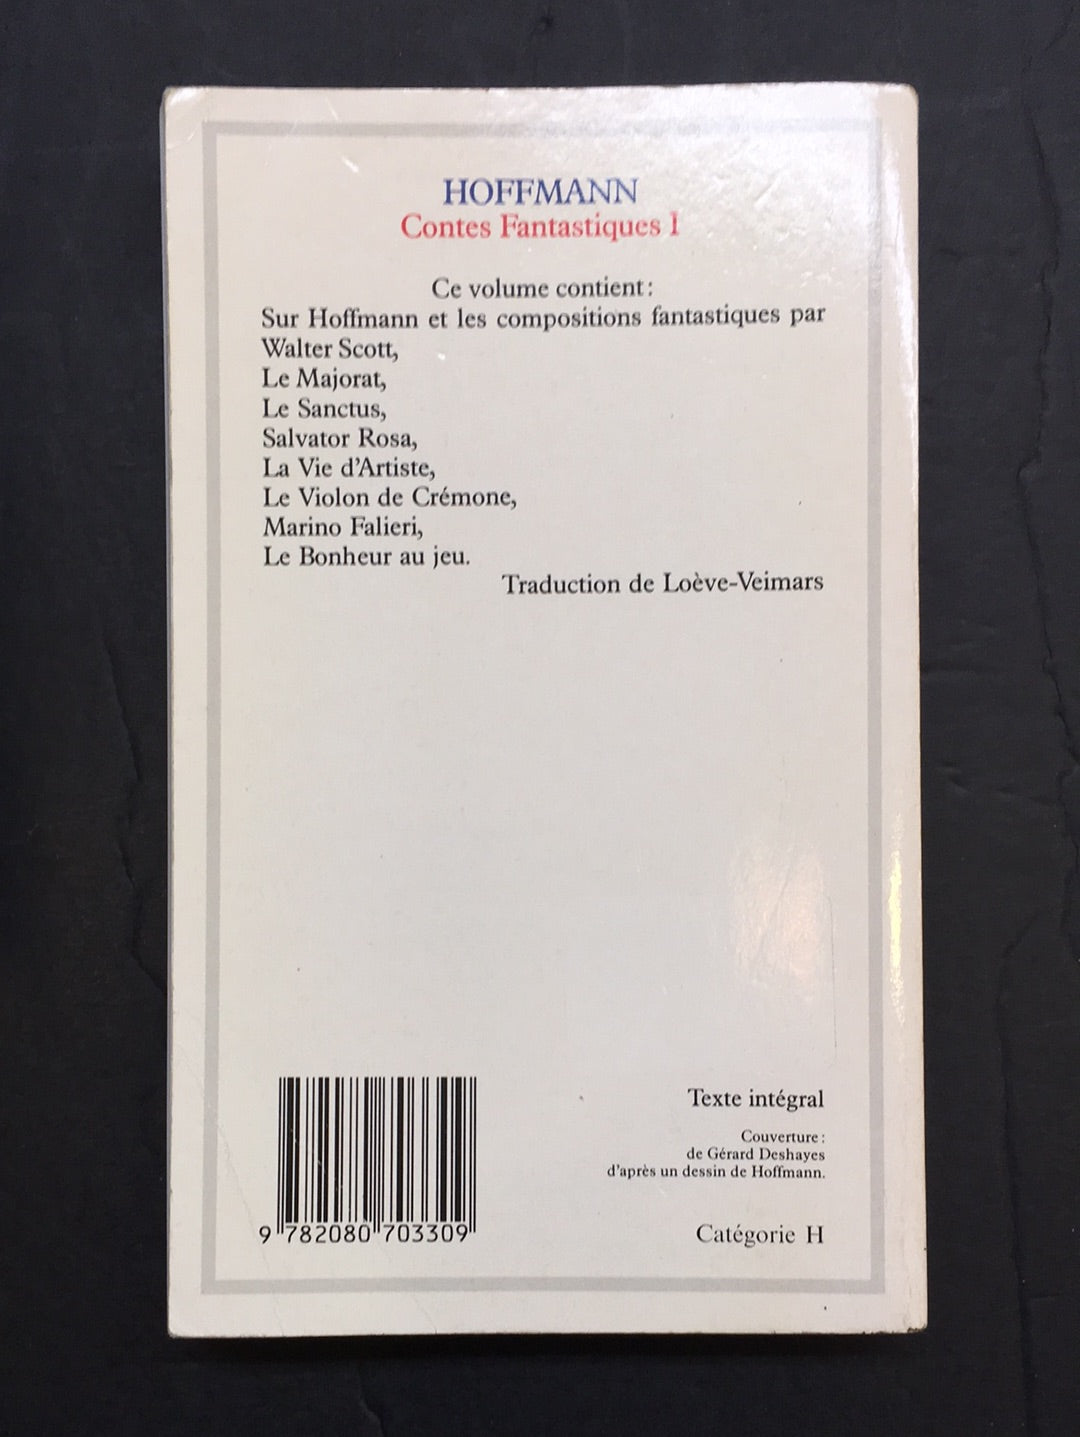 HOFFMANN
Contes Fantastiques I
Ce volume contient :
Sur Hoffmann et les compositions fantastiques par
Walter Scott,
Le Majorat,
Le Sanctus,
Salvator Rosa,
La Vie d'Artiste,
Le Violon de Crémone,
Marino Falieri,
Le Bonheur au jeu.
Traduction de Loève-Veimars
Texte intégral
Couverture :
de Gérard Deshayes
d'après un dessin de Hoffmann.
9 782080 703309
Catégorie H